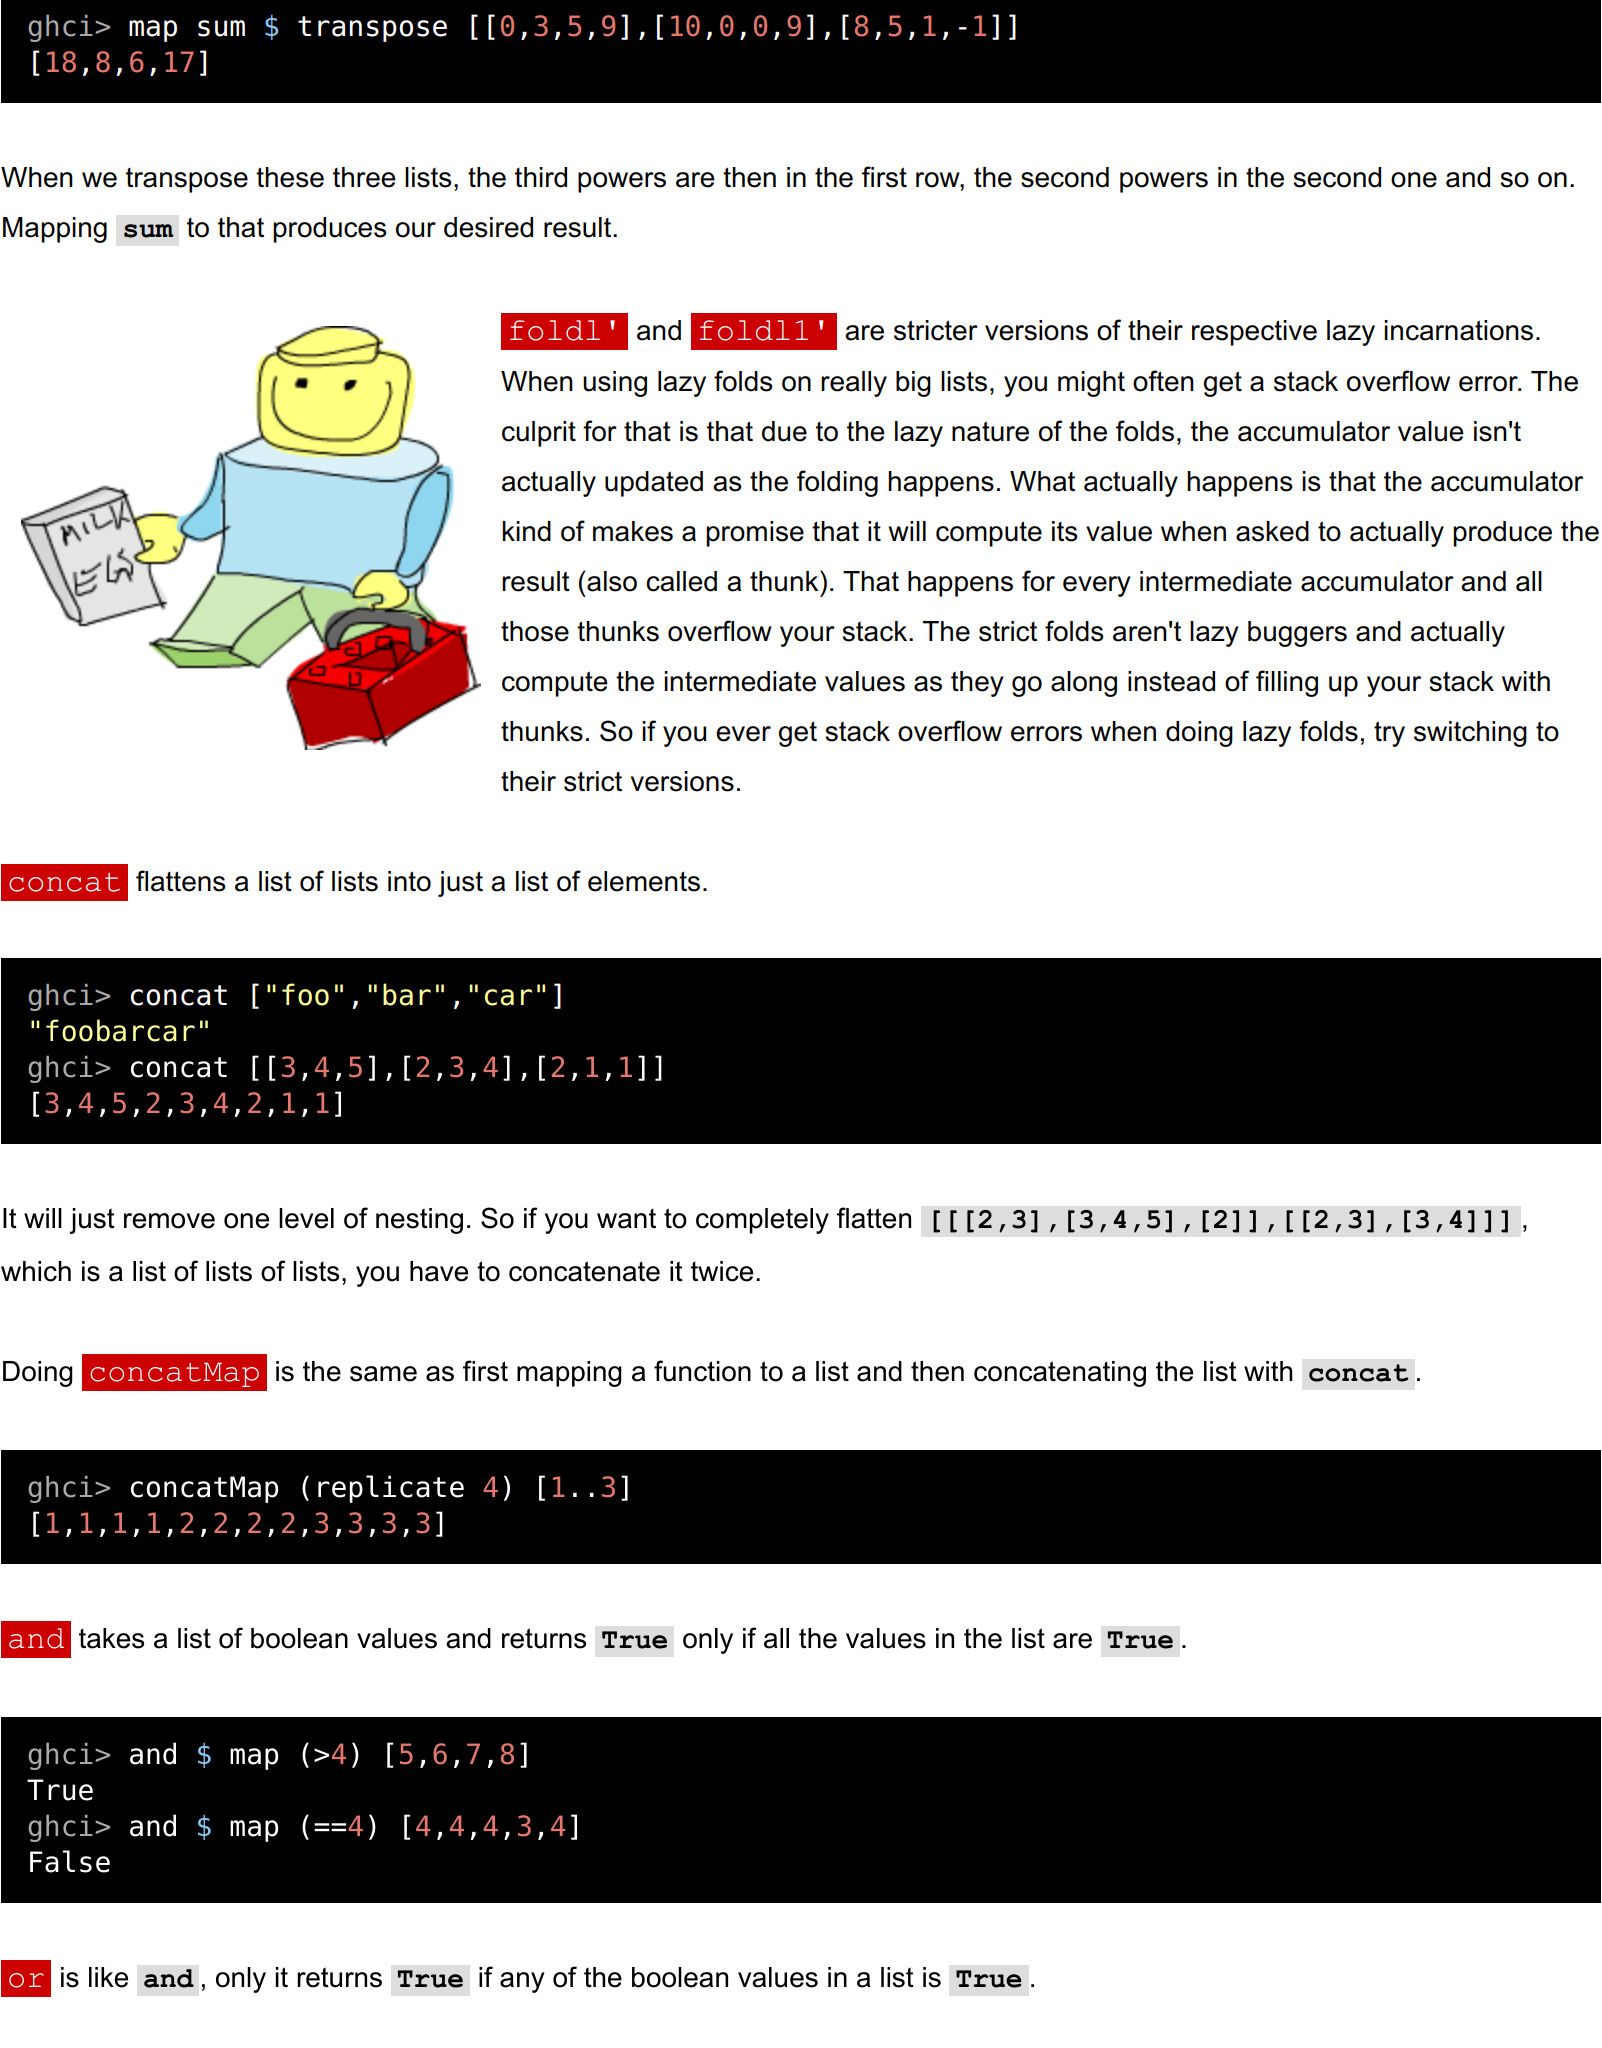 ghci> map sum $ transpose [[0,3,5,9],[10,0,0,9],[8,5,1,-1]]
[18,8,6,17]
When we transpose these three lists, the third powers are then in the first row, the second powers in the second one and so on.
Mapping sum to that produces our desired result.
MILK
EGS
foldl' and foldl1' are stricter versions of their respective lazy incarnations.
When using lazy folds on really big lists, you might often get a stack overflow error. The
culprit for that is that due to the lazy nature of the folds, the accumulator value isn't
actually updated as the folding happens. What actually happens is that the accumulator
kind of makes a promise that it will compute its value when asked to actually produce the
result (also called a thunk). That happens for every intermediate accumulator and all
those thunks overflow your stack. The strict folds aren't lazy buggers and actually
compute the intermediate values as they go along instead of filling up your stack with
thunks. So if you ever get stack overflow errors when doing lazy folds, try switching to
their strict versions.
concat flattens a list of lists into just a list of elements.
ghci> concat ["foo","bar","car"]
"foobarcar"
ghci> concat [[3,4,5],[2,3,4],[2,1,1]]
[3,4,5,2,3,4,2,1,1]
It will just remove one level of nesting. So if you want to completely flatten [[[2,3],[3,4,5],[2]],[[2,3],[3,4]]],
which is a list of lists of lists, you have to concatenate it twice.
Doing concatMap is the same as first mapping a function to a list and then concatenating the list with concat.
ghci> concatMap (replicate 4) [1..3]
[1,1,1,1,2,2,2,2,3,3,3,3]
and takes a list of boolean values and returns True only if all the values in the list are True.
ghci> and $ map (>4) [5,6,7,8]
True
ghci> and $ map (==4) [4,4,4,3,4]
False
or is like and, only it returns True if any of the boolean values in a list is True.